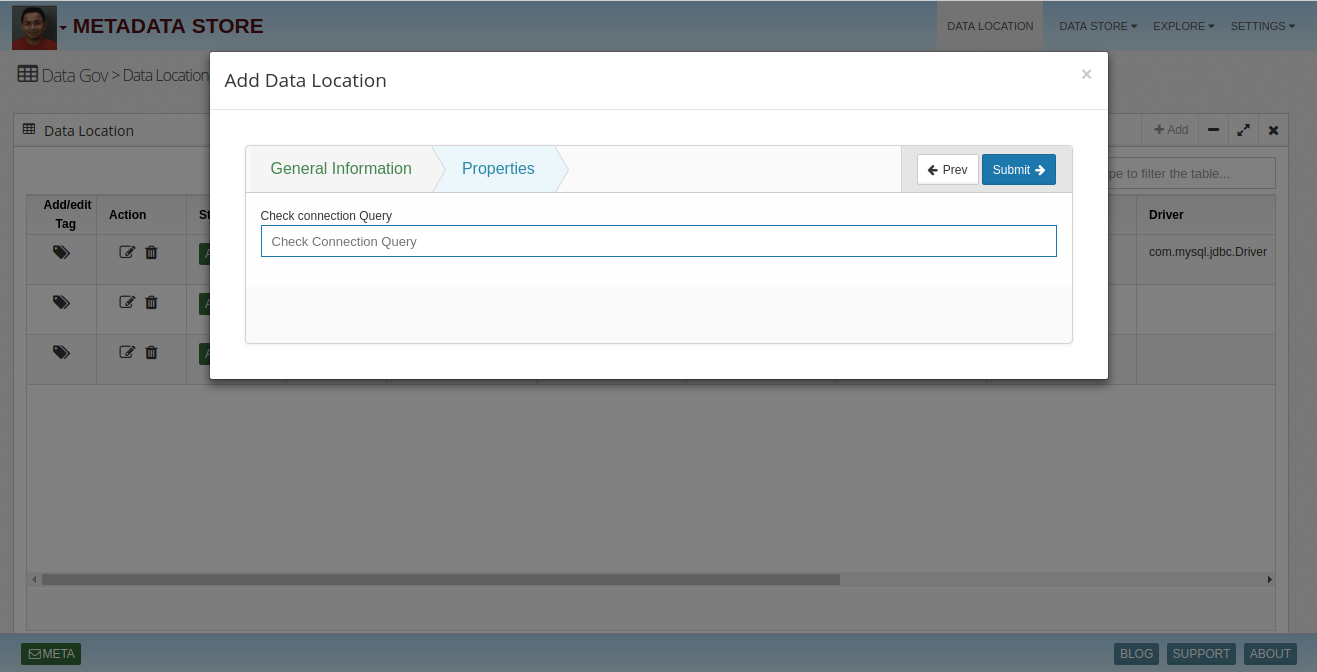 METADATA STORE
DATA LOCATION DATA STORE EXPLORE SETTINGS
Data Gov > Data Location
Add Data Location
×
Data Location
Add
General Information
Properties
Prev
Submit
pe to filter the table...
Add/edit
Tag
Action
St
Driver
Check connection Query
Check Connection Query
A
com.mysql.jdbc.Driver
A
A
META
BLOG SUPPORT ABOUT